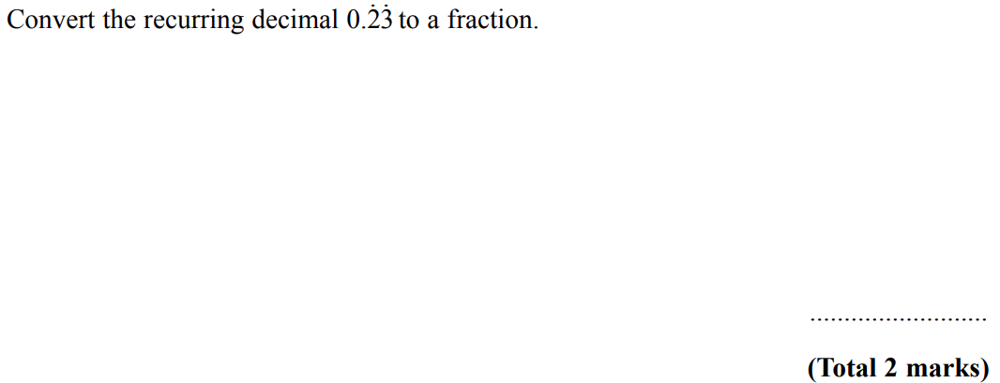 Convert the recurring decimal 0.2̇3̇ to a fraction.
..........................
(Total 2 marks)